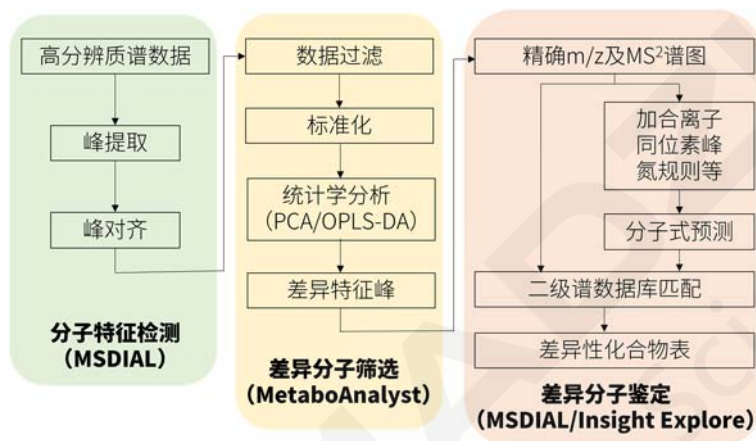 高分辨质谱数据
峰提取
峰对齐
分子特征检测
（MSDIAL）
数据过滤
标准化
统计学分析
（PCA/OPLS-DA）
差异特征峰
差异分子筛选
（MetaboAnalyst）
精确m/z及MS²谱图
加合离子
同位素峰
氮规则等
分子式预测
二级谱数据库匹配
差异性化合物表
差异分子鉴定
（MSDIAL/Insight Explore）